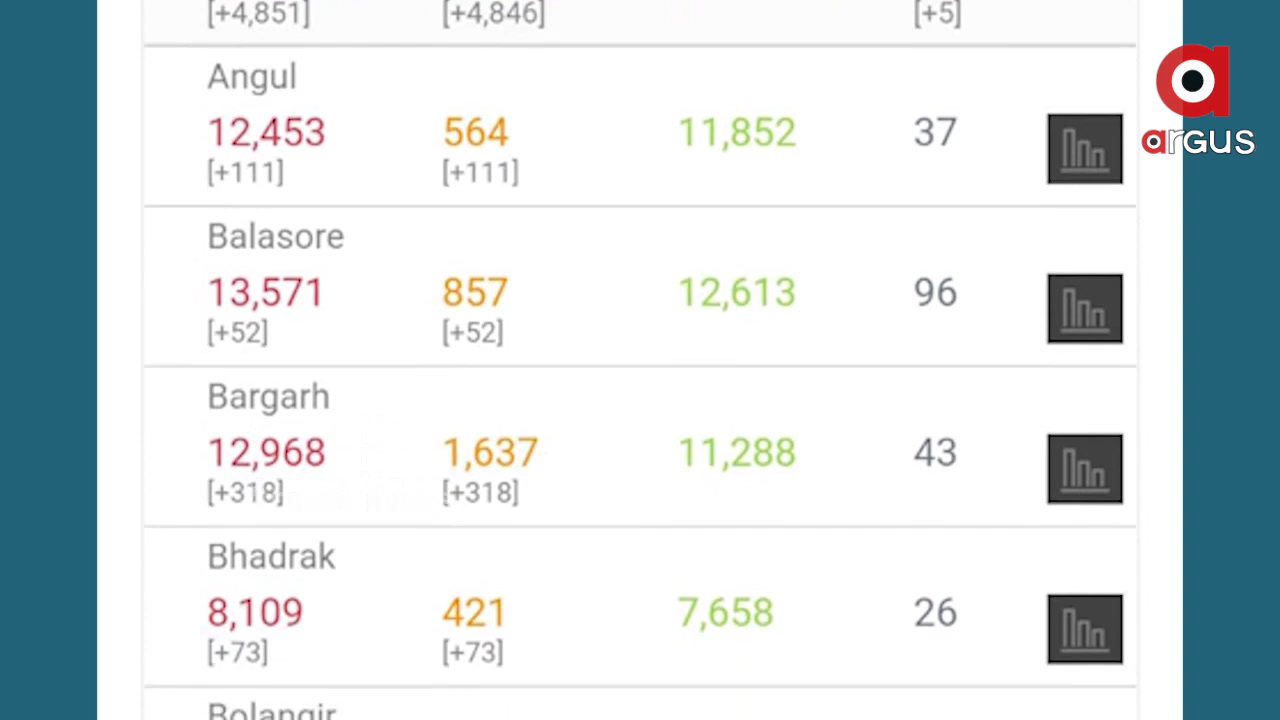 [+4,851] [+4,846] [+5]
Angul
12,453 564 11,852 37
[+111] [+111]
argus
Balasore
13,571 857 12,613 96
[+52] [+52]
Bargarh
12,968 1,637 11,288 43
[+318] [+318]
Bhadrak
8,109 421 7,658 26
[+73] [+73]
Bolangir